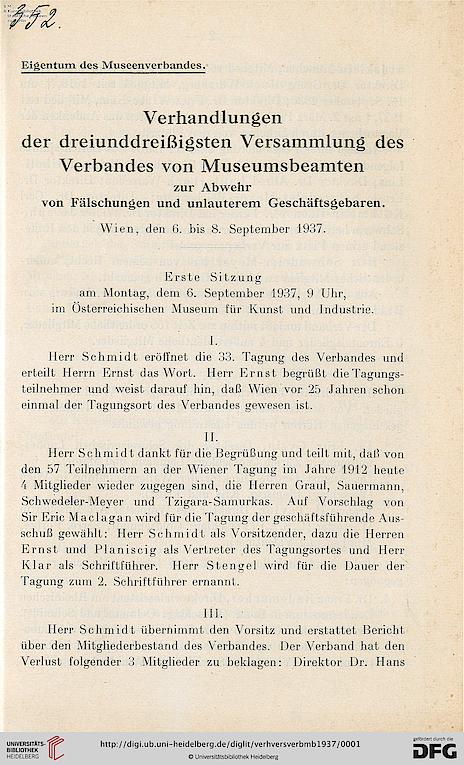 352.
Eigentum des Museenverbandes.
Verhandlungen
der dreiunddreißigsten Versammlung des
Verbandes von Museumsbeamten
zur Abwehr
von Fälschungen und unlauterem Geschäftsgebaren.
Wien, den 6. bis 8. September 1937.
Erste Sitzung
am Montag, dem 6. September 1937, 9 Uhr,
im Österreichischen Museum für Kunst und Industrie.
I.
Herr Schmidt eröffnet die 33. Tagung des Verbandes und
erteilt Herrn Ernst das Wort. Herr Ernst begrüßt die Tagungs-
teilnehmer und weist darauf hin, daß Wien vor 25 Jahren schon
einmal der Tagungsort des Verbandes gewesen ist.
II.
Herr Schmidt dankt für die Begrüßung und teilt mit, daß von
den 57 Teilnehmern an der Wiener Tagung im Jahre 1912 heute
4 Mitglieder wieder zugegen sind, die Herren Graul, Sauermann,
Schwedeler-Meyer und Tzigara-Samurkas. Auf Vorschlag von
Sir Eric Maclagan wird für die Tagung der geschäftsführende Aus-
schuß gewählt: Herr Schmidt als Vorsitzender, dazu die Herren
Ernst und Planiscig als Vertreter des Tagungsortes und Herr
Klar als Schriftführer. Herr Stengel wird für die Dauer der
Tagung zum 2. Schriftführer ernannt.
III.
Herr Schmidt übernimmt den Vorsitz und erstattet Bericht
über den Mitgliederbestand des Verbandes. Der Verband hat den
Verlust folgender 3 Mitglieder zu beklagen: Direktor Dr. Hans
UNIVERSITÄTS-
BIBLIOTHEK
HEIDELBERG
http://digi.ub.uni-heidelberg.de/diglit/verhversverbmb1937/0001
© Universitätsbibliothek Heidelberg
gefördert durch die
DFG